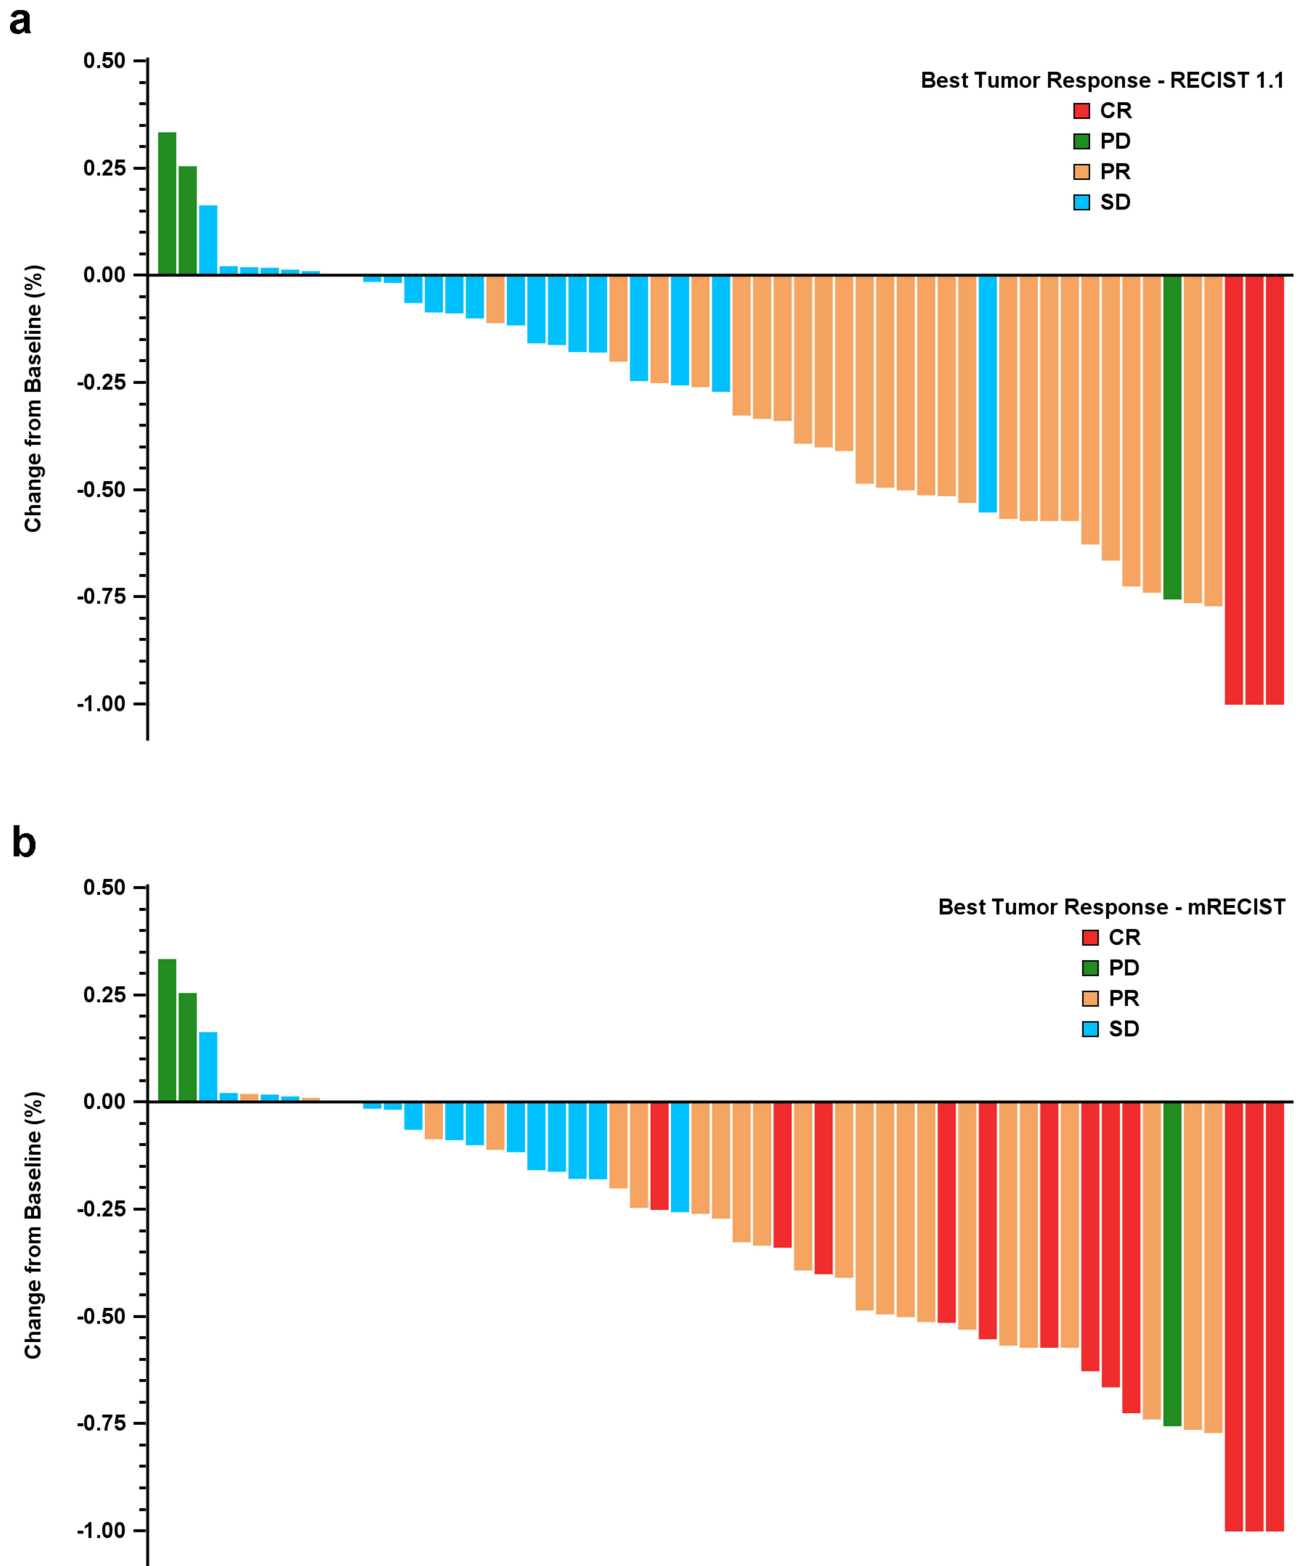 a
Best Tumor Response - RECIST 1.1
CR
PD
PR
SD
0.50
0.25
0.00
-0.25
-0.50
-0.75
-1.00
Change from Baseline (%)
b
Best Tumor Response - mRECIST
CR
PD
PR
SD
0.50
0.25
0.00
-0.25
-0.50
-0.75
-1.00
Change from Baseline (%)